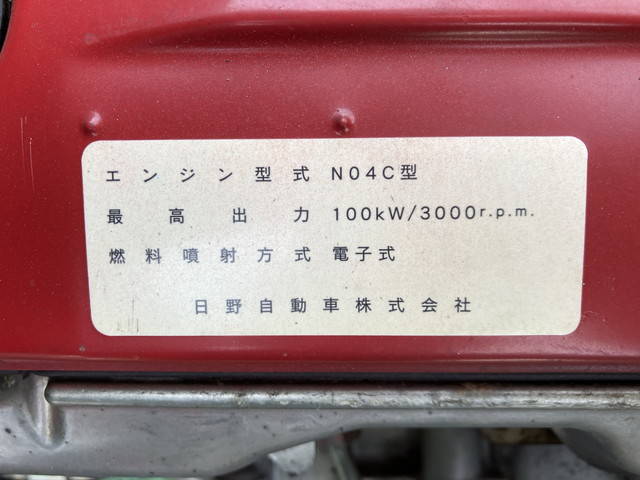 エンジン型式 N04C型
最高出力 100kW/3000r.p.m.
燃料噴射方式 電子式
日野自動車株式会社